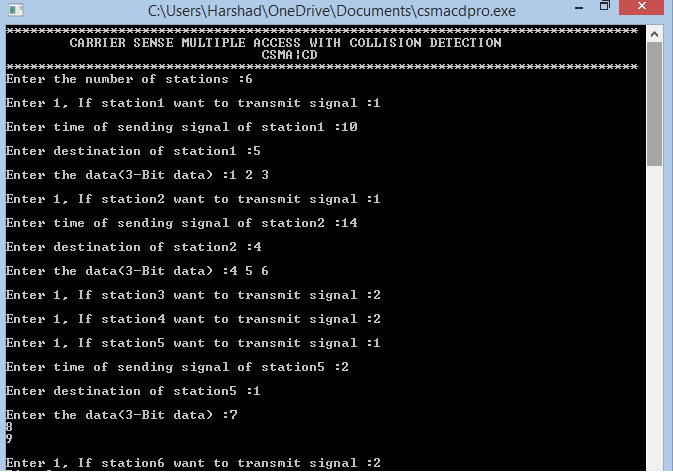 C:\Users\Harshad\OneDrive\Documents\csmacdpro.exe
*******************************************************************************
CARRIER SENSE MULTIPLE ACCESS WITH COLLISION DETECTION
CSMA|CD
*******************************************************************************
Enter the number of stations :6
Enter 1, If station1 want to transmit signal :1
Enter time of sending signal of station1 :10
Enter destination of station1 :5
Enter the data(3-Bit data) :1 2 3
Enter 1, If station2 want to transmit signal :1
Enter time of sending signal of station2 :14
Enter destination of station2 :4
Enter the data(3-Bit data) :4 5 6
Enter 1, If station3 want to transmit signal :2
Enter 1, If station4 want to transmit signal :2
Enter 1, If station5 want to transmit signal :1
Enter time of sending signal of station5 :2
Enter destination of station5 :1
Enter the data(3-Bit data) :7
8
9
Enter 1, If station6 want to transmit signal :2